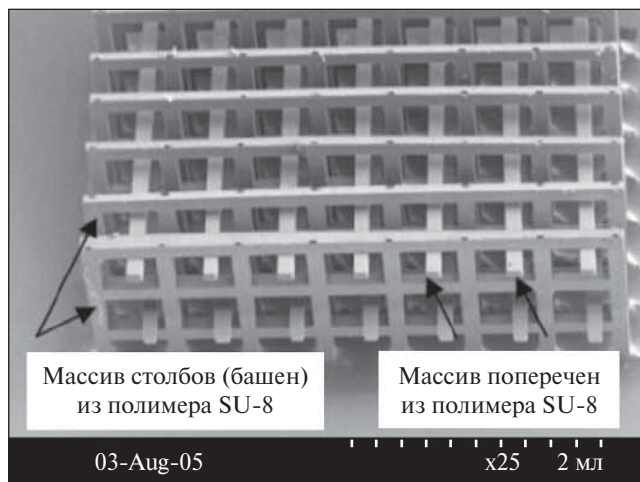 Массив столбов (башен)
из полимера SU-8
Массив поперечен
из полимера SU-8
03-Aug-05 x25 2 мл